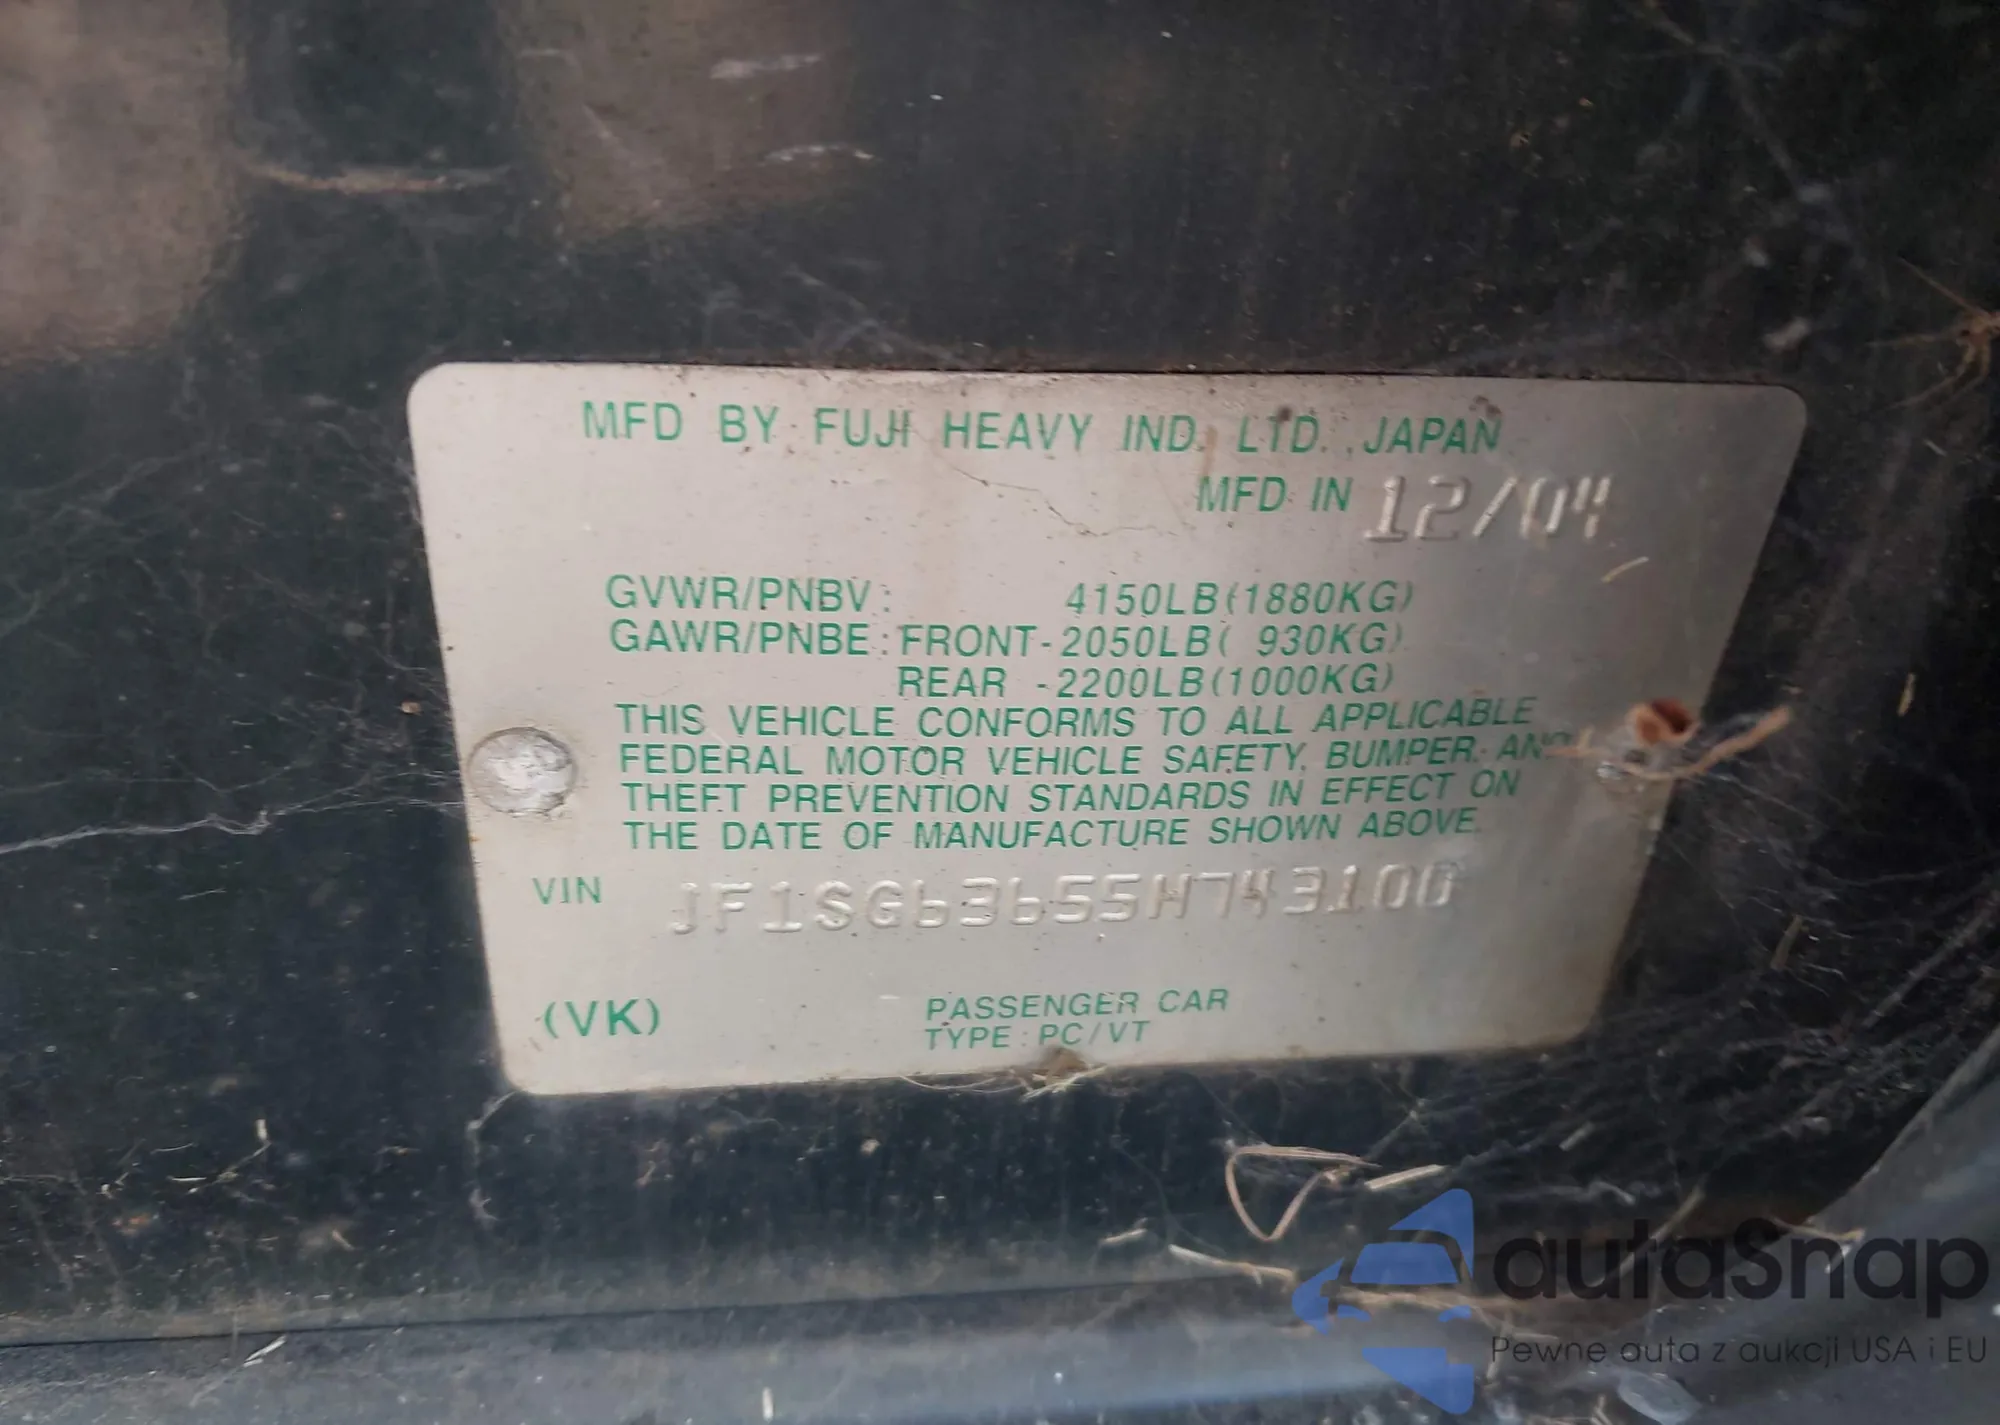 MFD BY FUJI HEAVY IND. LTD. JAPAN
MFD IN 12/04
GVWR/PNBV: 4150LB(1880KG)
GAWR/PNBE: FRONT-2050LB( 930KG)
REAR -2200LB(1000KG)
THIS VEHICLE CONFORMS TO ALL APPLICABLE
FEDERAL MOTOR VEHICLE SAFETY, BUMPER, AND
THEFT PREVENTION STANDARDS IN EFFECT ON
THE DATE OF MANUFACTURE SHOWN ABOVE.
VIN JF1SG63655H743100
(VK) PASSENGER CAR
TYPE : PC/VT
autaSnap
Pewne auta z aukcji USA i EU